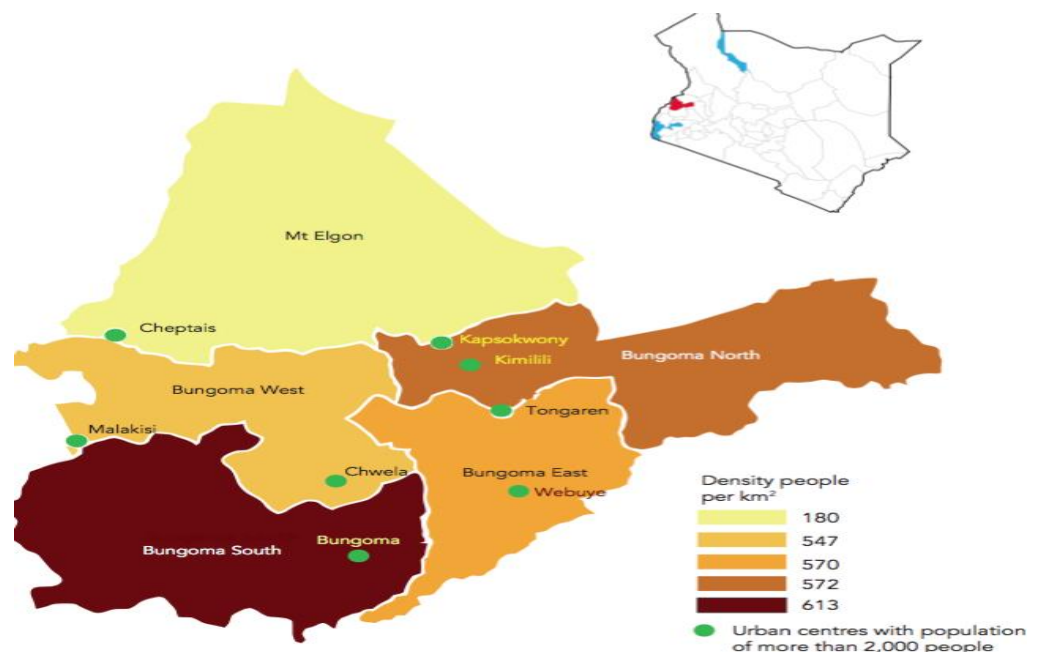 Mt Elgon
Cheptais
Kapsokwony
Kimilili
Bungoma North
Bungoma West
Tongaren
Malakisi
Chwela
Bungoma East
Webuye
Bungoma South
Bungoma
Density people
per km²
180
547
570
572
613
Urban centres with population
of more than 2,000 people